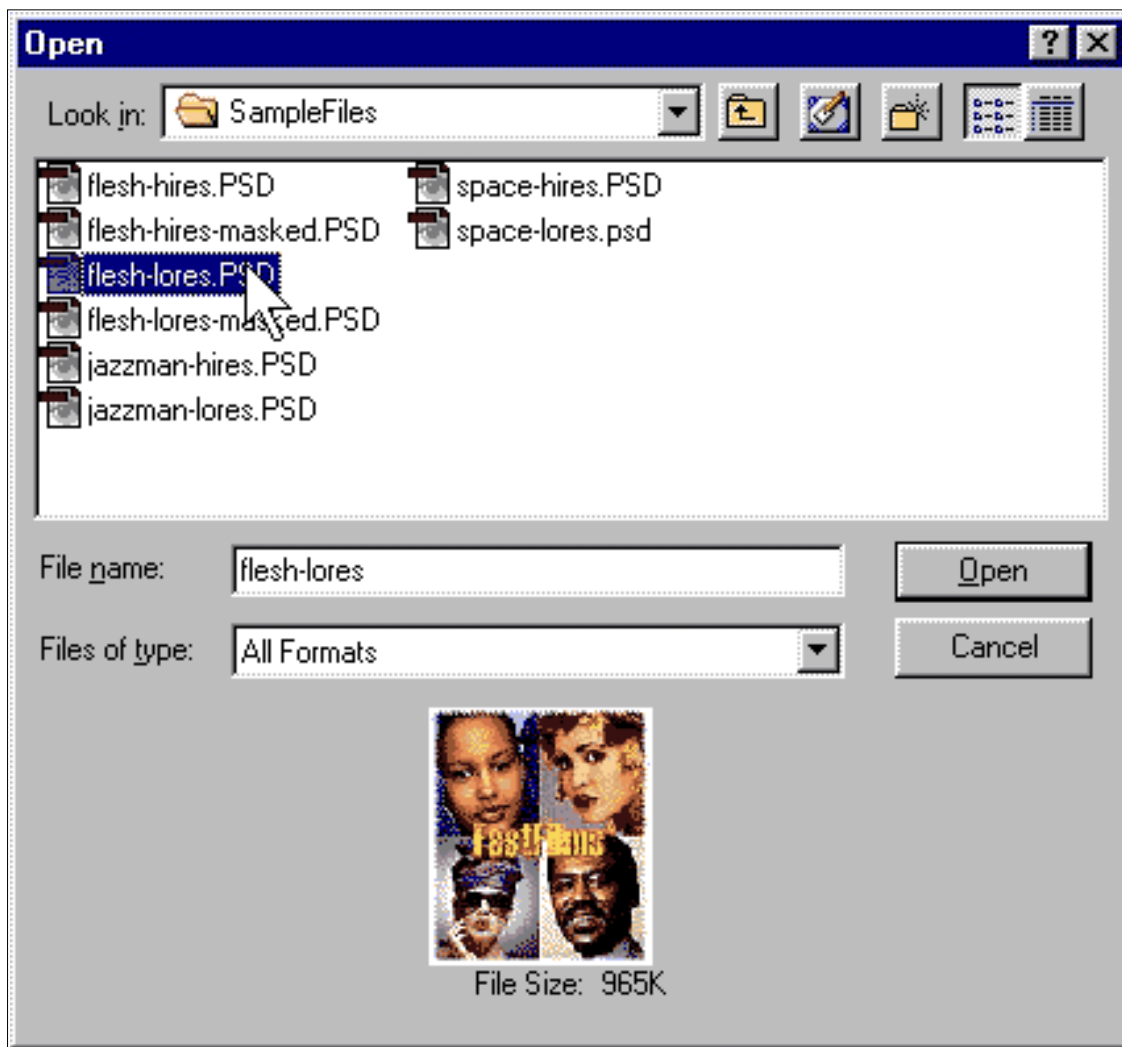 Open
Look in: SampleFiles
flesh-hires.PSD
flesh-hires-masked.PSD
flesh-lores.PSD
flesh-lores-masked.PSD
jazzman-hires.PSD
jazzman-lores.PSD
space-hires.PSD
space-lores.psd
File name: flesh-lores
Open
Files of type: All Formats
Cancel
FastFilms
File Size: 965K